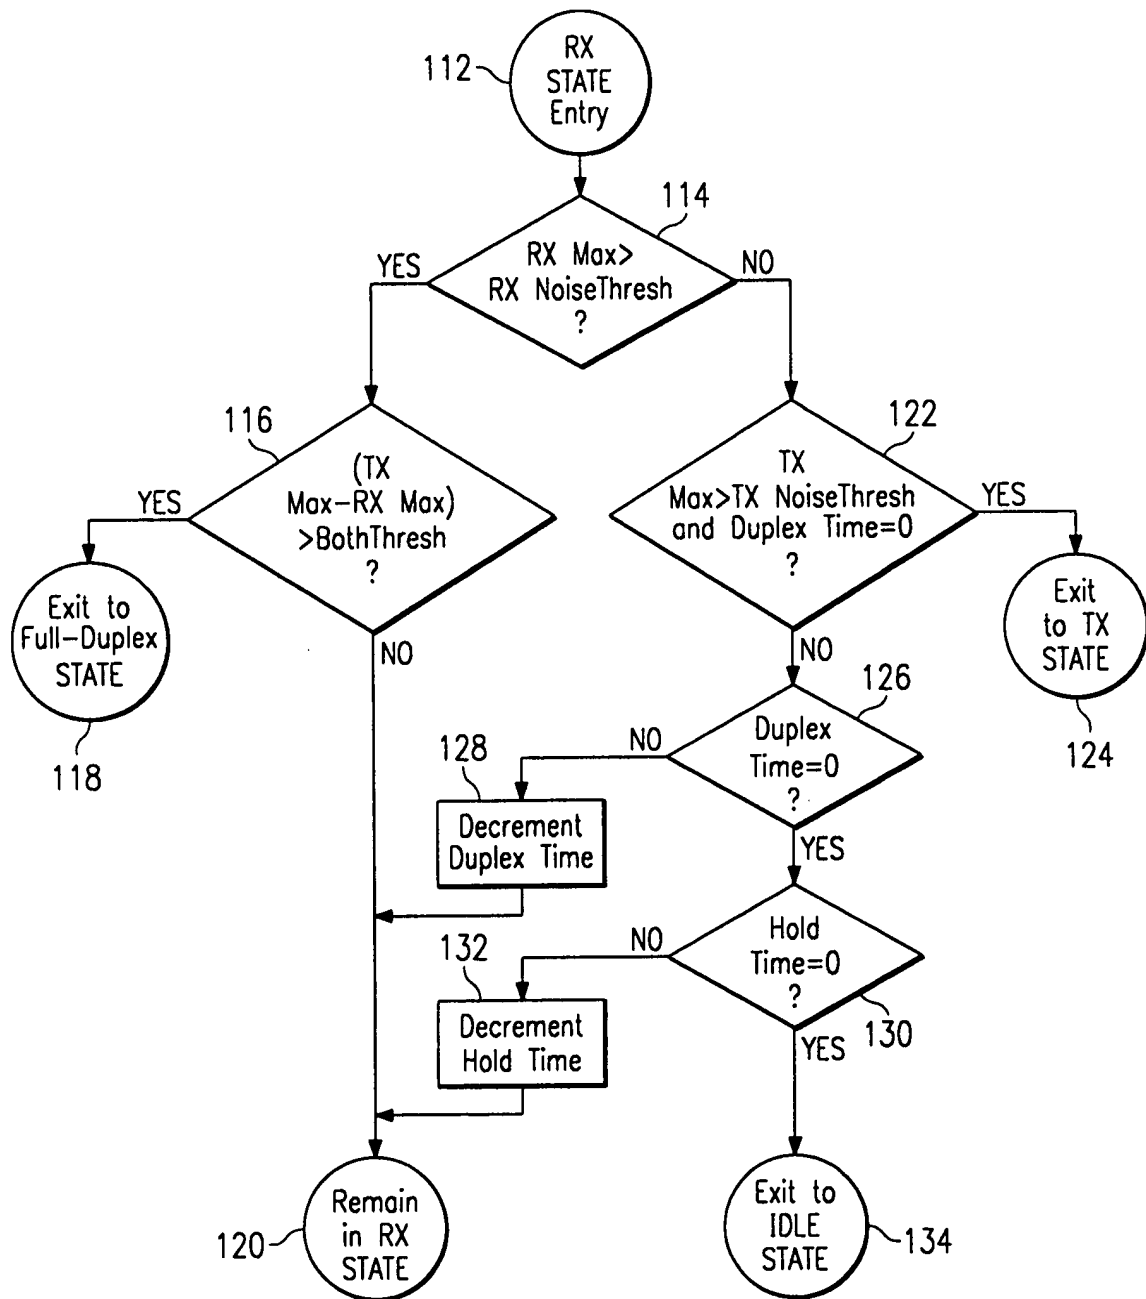 RX
STATE
Entry
112
114
RX Max>
RX NoiseThresh
?
YES
NO
116
(TX
Max-RX Max)
>BothThresh
?
YES
NO
122
TX
Max>TX NoiseThresh
and Duplex Time=0
?
YES
NO
Exit to
Full-Duplex
STATE
118
Exit
to TX
STATE
124
126
Duplex
Time=0
?
NO
YES
128
Decrement
Duplex Time
Hold
Time=0
?
NO
YES
130
132
Decrement
Hold Time
Remain
in RX
STATE
120
Exit to
IDLE
STATE
134